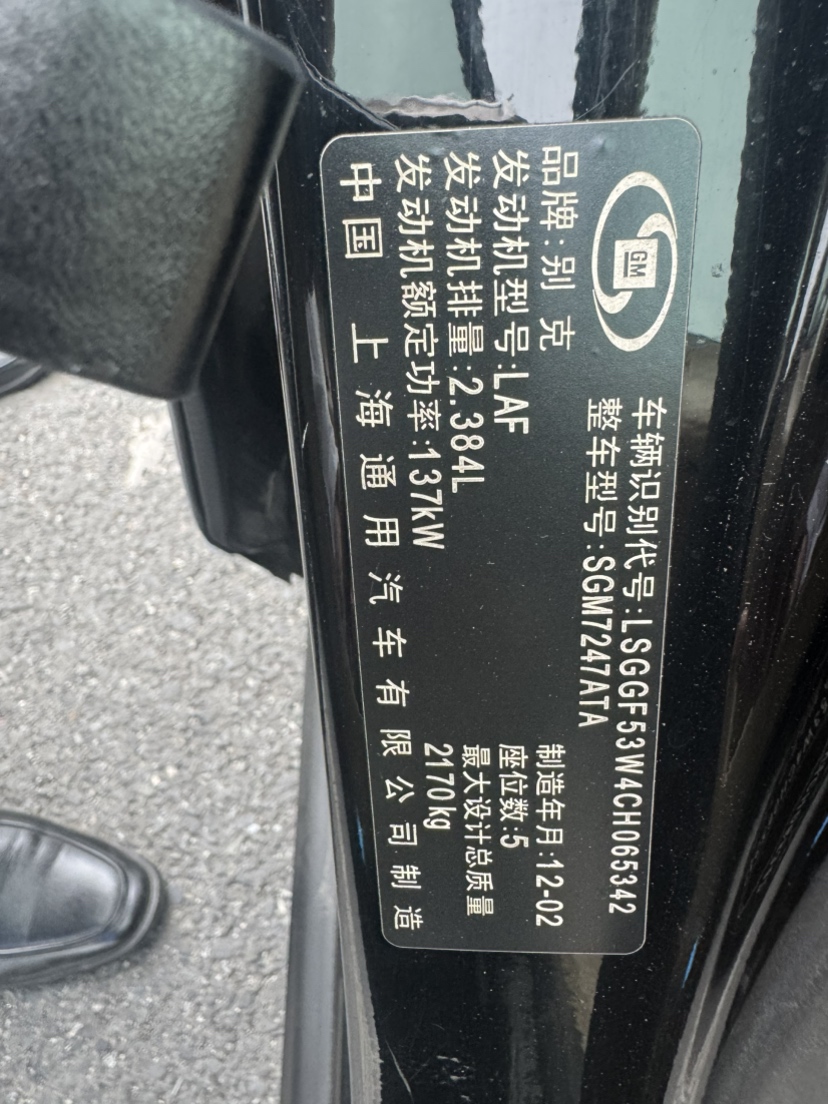 GM
车辆识别代号:LSGGF53W4CH065342
整车型号:SGM7247ATA
品牌:别克
发动机型号:LAF
发动机排量:2.384L
发动机额定功率:137kW
制造年月:12-02
座位数:5
最大设计总质量
2170kg
中国 上海通用汽车有限公司制造